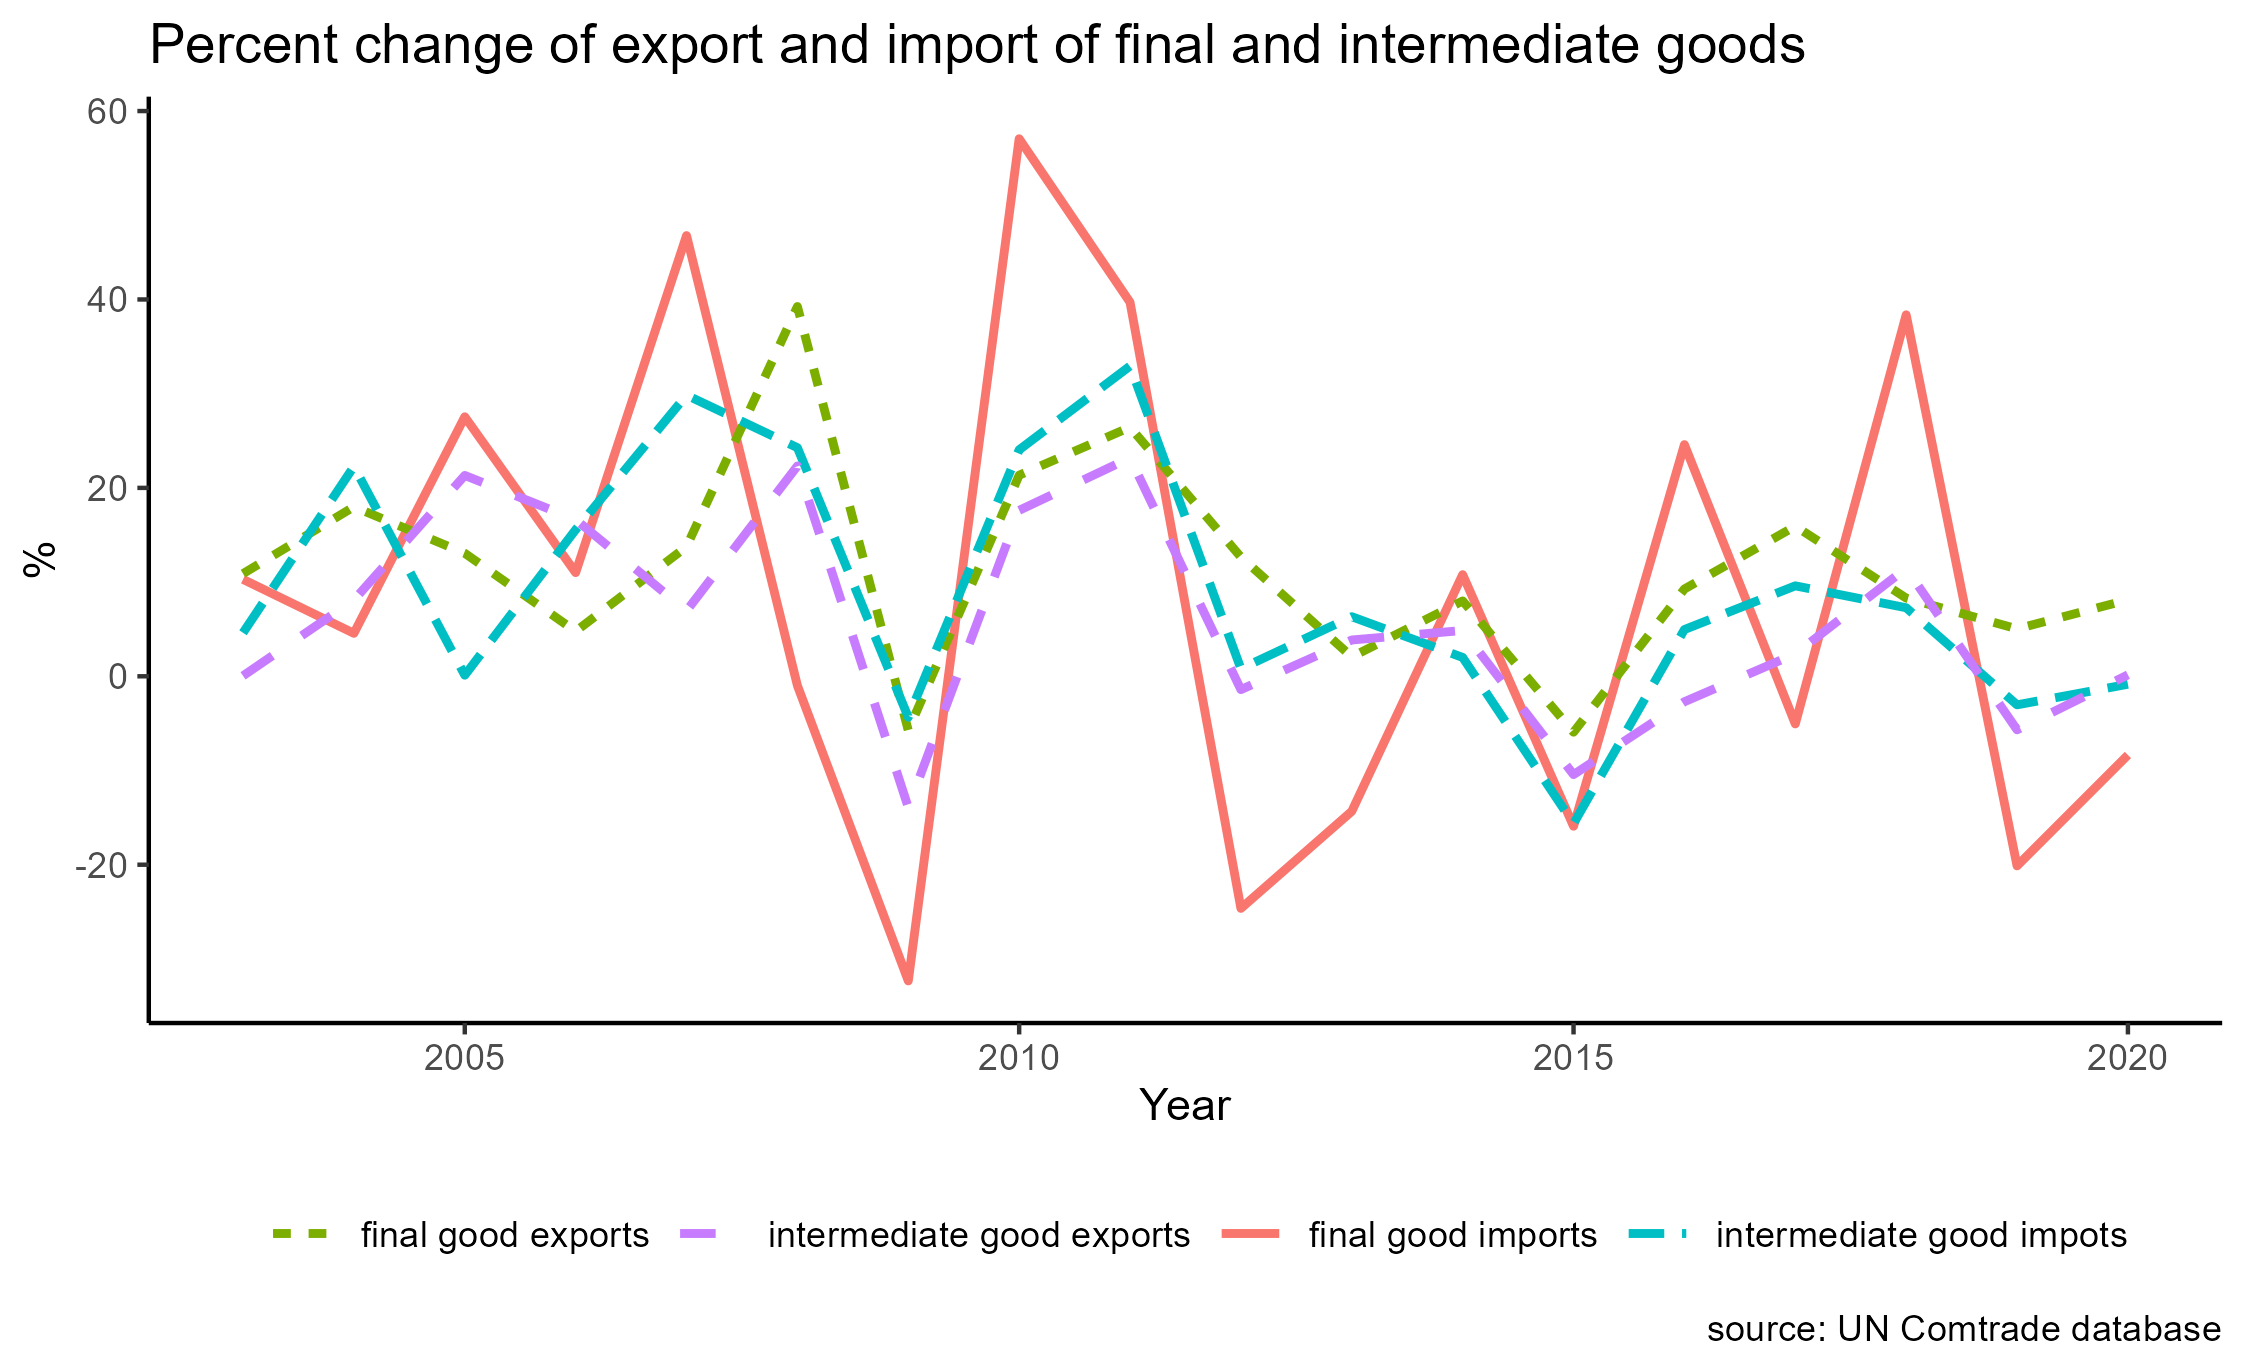 Percent change of export and import of final and intermediate goods
60
40
20
0
-20
%
2005 2010 2015 2020
Year
final good exports intermediate good exports final good imports intermediate good impots
source: UN Comtrade database